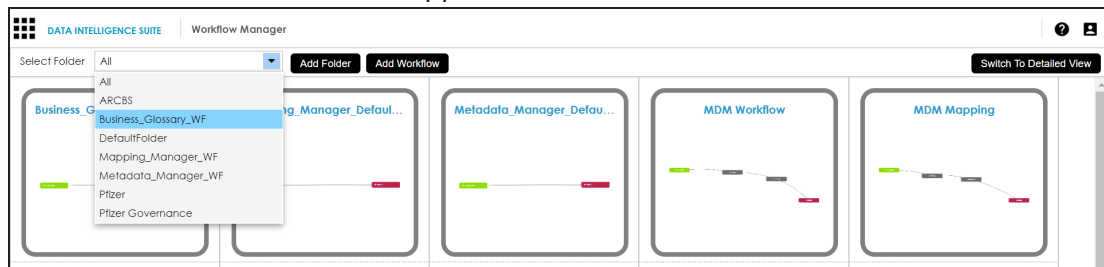 DATA INTELLIGENCE SUITE Workflow Manager
Select Folder All Add Folder Add Workflow Switch To Detailed View
All
ARCBS
Business_Glossary_WF
DefaultFolder
Mapping_Manager_WF
Metadata_Manager_WF
Pfizer
Pfizer Governance
Business_G ng_Manager_Defaul... Metadata_Manager_Defau... MDM Workflow MDM Mapping